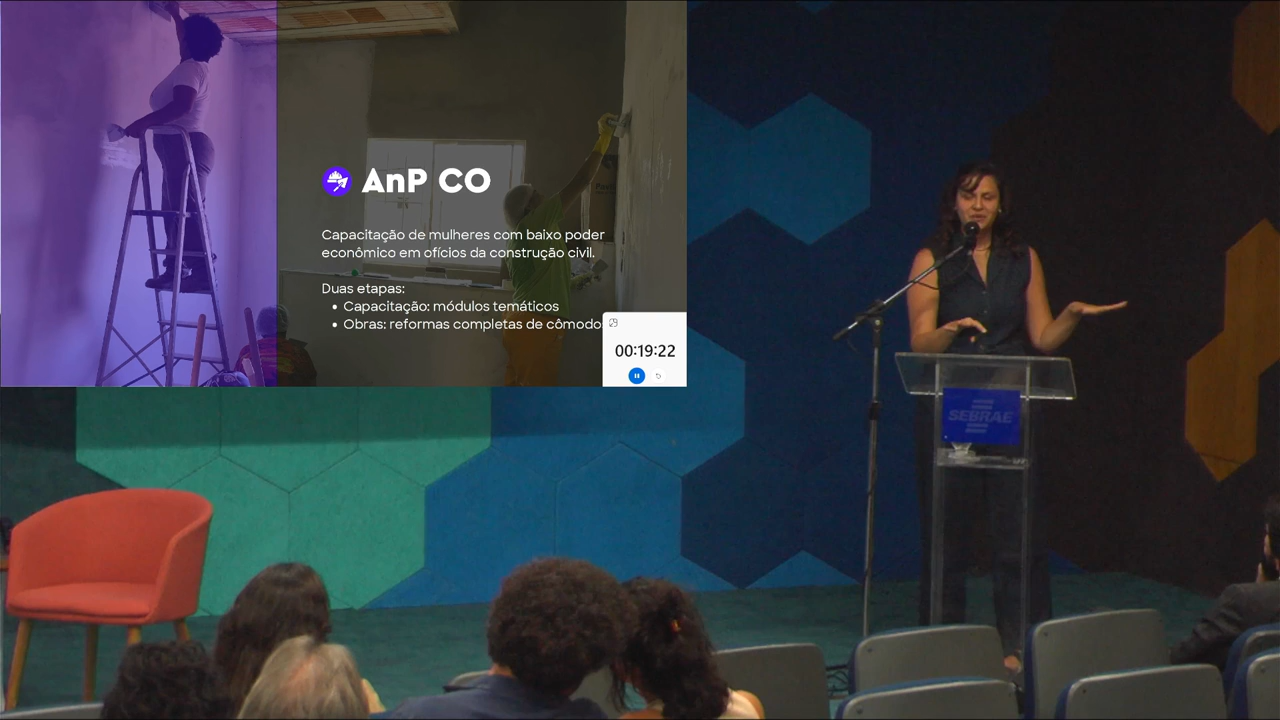 AnP CO
Capacitação de mulheres com baixo poder
econômico em ofícios da construção civil.
Duas etapas:
• Capacitação: módulos temáticos
• Obras: reformas completas de cômodo
00:19:22
SEBRAE